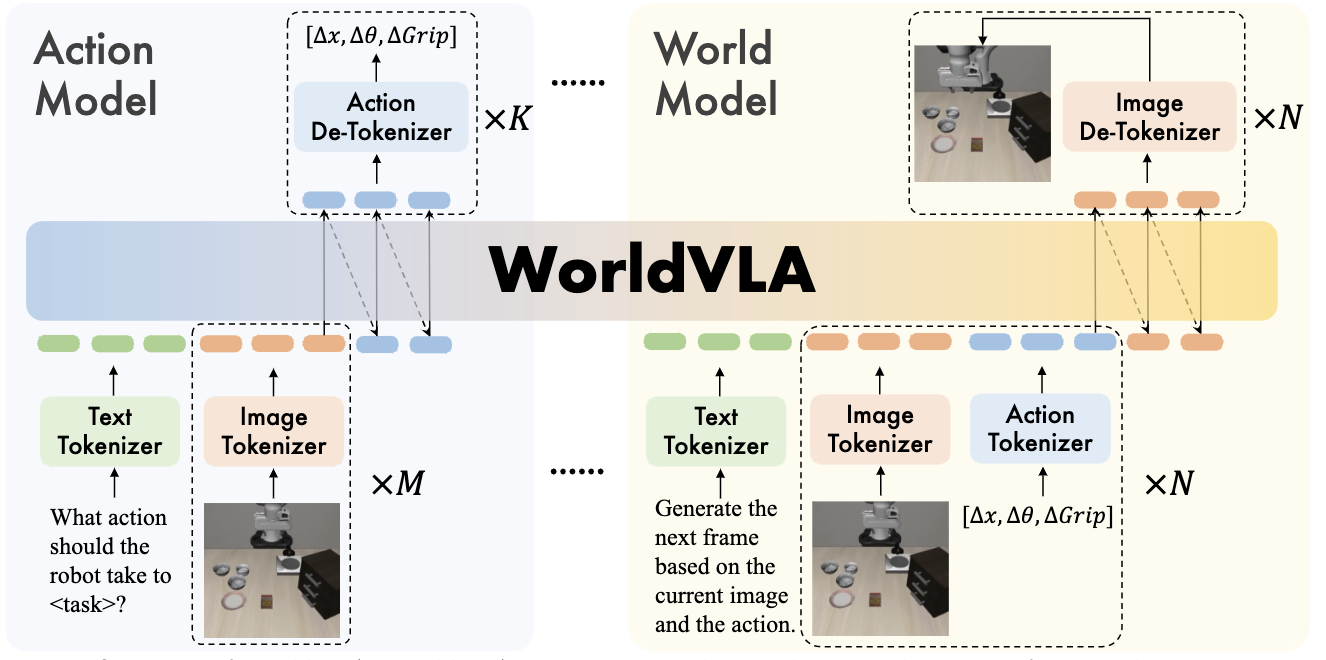 Action
Model
[Δx, Δθ, ΔGrip]
Action
De-Tokenizer
×K
......
World
Model
Image
De-Tokenizer
×N
WorldVLA
Text
Tokenizer
Image
Tokenizer
×M
What action
should the
robot take to
<task>?
......
Text
Tokenizer
Image
Tokenizer
Action
Tokenizer
×N
Generate the
next frame
based on the
current image
and the action.
[Δx, Δθ, ΔGrip]